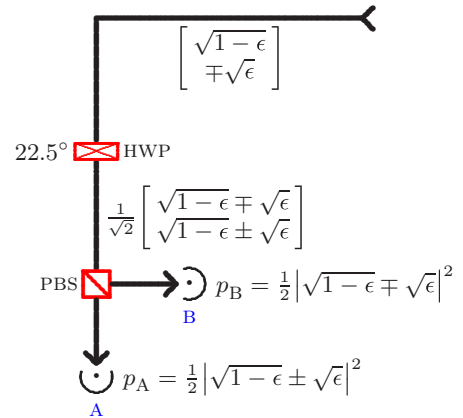 [ √1 − ϵ
∓√ϵ ]
22.5° HWP
1/√2 [ √1 − ϵ ∓ √ϵ
√1 − ϵ ± √ϵ ]
PBS
p_B = 1/2 |√1 − ϵ ∓ √ϵ|²
B
p_A = 1/2 |√1 − ϵ ± √ϵ|²
A